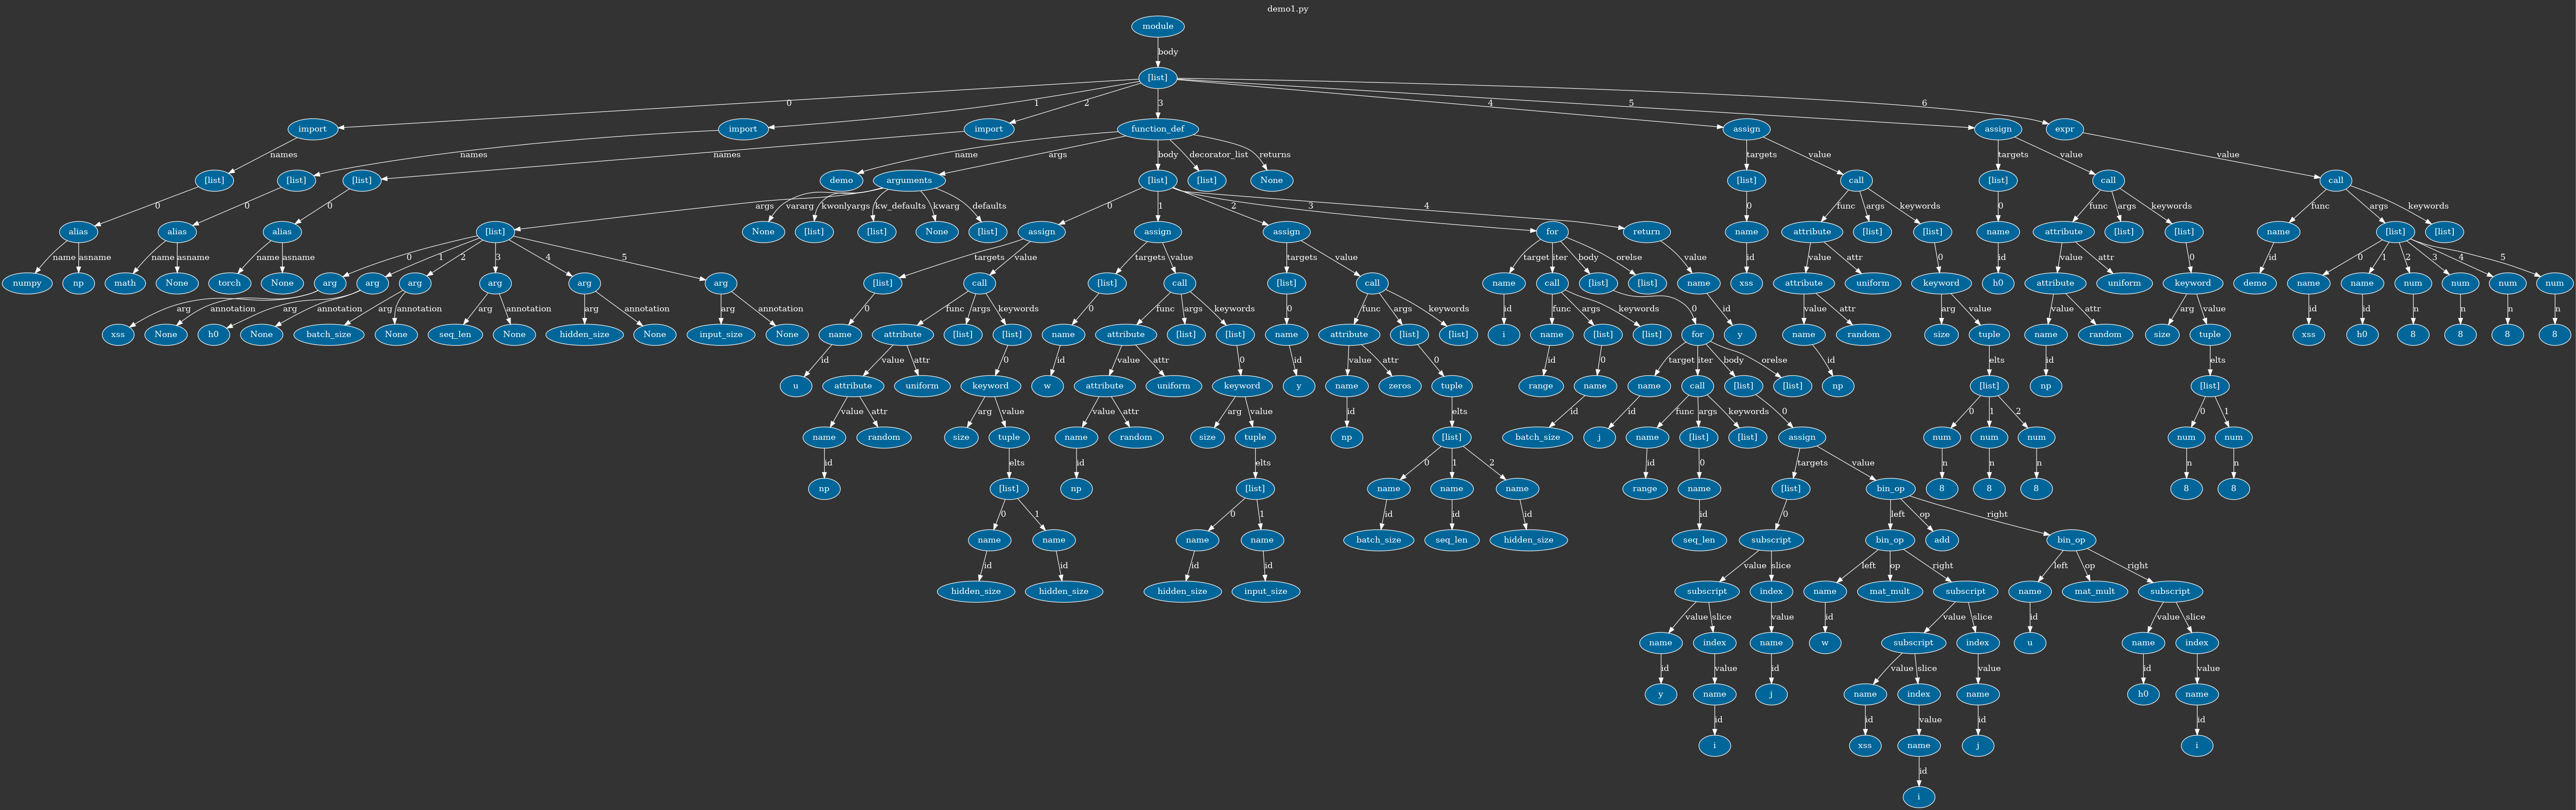 demo1.py
module
body
[list]
0 1 2 3 4 5 6
import import import function_def assign assign expr
names names names name args body decorator_list returns targets value targets value value
[list] [list] [list] demo arguments [list] [list] None [list] call [list] call call
0 0 0 args vararg kwonlyargs kw_defaults kwarg defaults 0 1 2 3 4 0 func args keywords 0 func args keywords func args keywords
alias alias alias [list] None [list] [list] None [list] assign assign assign for return name attribute [list] [list] name attribute [list] [list] name [list] [list]
name asname name asname name asname 0 1 2 3 4 5 targets value targets value targets value target iter body orelse value id value attr 0 id value attr 0 id 0 1 2 3 4 5
numpy np math None torch None arg arg arg arg arg arg [list] call [list] call [list] call name call [list] [list] name xss attribute uniform keyword h0 attribute uniform keyword demo name name num num num num
arg annotation arg annotation arg annotation arg annotation arg annotation arg annotation 0 func args keywords 0 func args keywords 0 func args keywords id func args keywords 0 id value attr arg value value attr arg value id id n n n n
xss None h0 None batch_size None seq_len None hidden_size None input_size None name attribute [list] [list] name attribute [list] [list] name attribute [list] [list] i name [list] [list] for y name random size tuple name random size tuple xss h0 8 8 8 8
id value attr 0 id value attr 0 id value attr 0 id 0 target iter body orelse id elts id elts
u attribute uniform keyword w attribute uniform keyword y name zeros tuple range name name call [list] [list] np [list] np [list]
value attr arg value value attr arg value id elts id id func args keywords 0 0 1 2 0 1
name random size tuple name random size tuple np [list] batch_size j name [list] [list] assign num num num num num
id elts id elts 0 1 2 id 0 targets value n n n n n
np [list] np [list] name name name range name [list] bin_op 8 8 8 8 8
0 1 0 1 id id id id 0 left op right
name name name name batch_size seq_len hidden_size seq_len subscript bin_op add bin_op
id id id id value slice left op right left op right
hidden_size hidden_size hidden_size input_size subscript index name mat_mult subscript name mat_mult subscript
value slice value id value slice id value slice
name index name w subscript index u name index
id value id value slice value id value
y name j name index name h0 name
id id value id id
i xss name j i
id
i